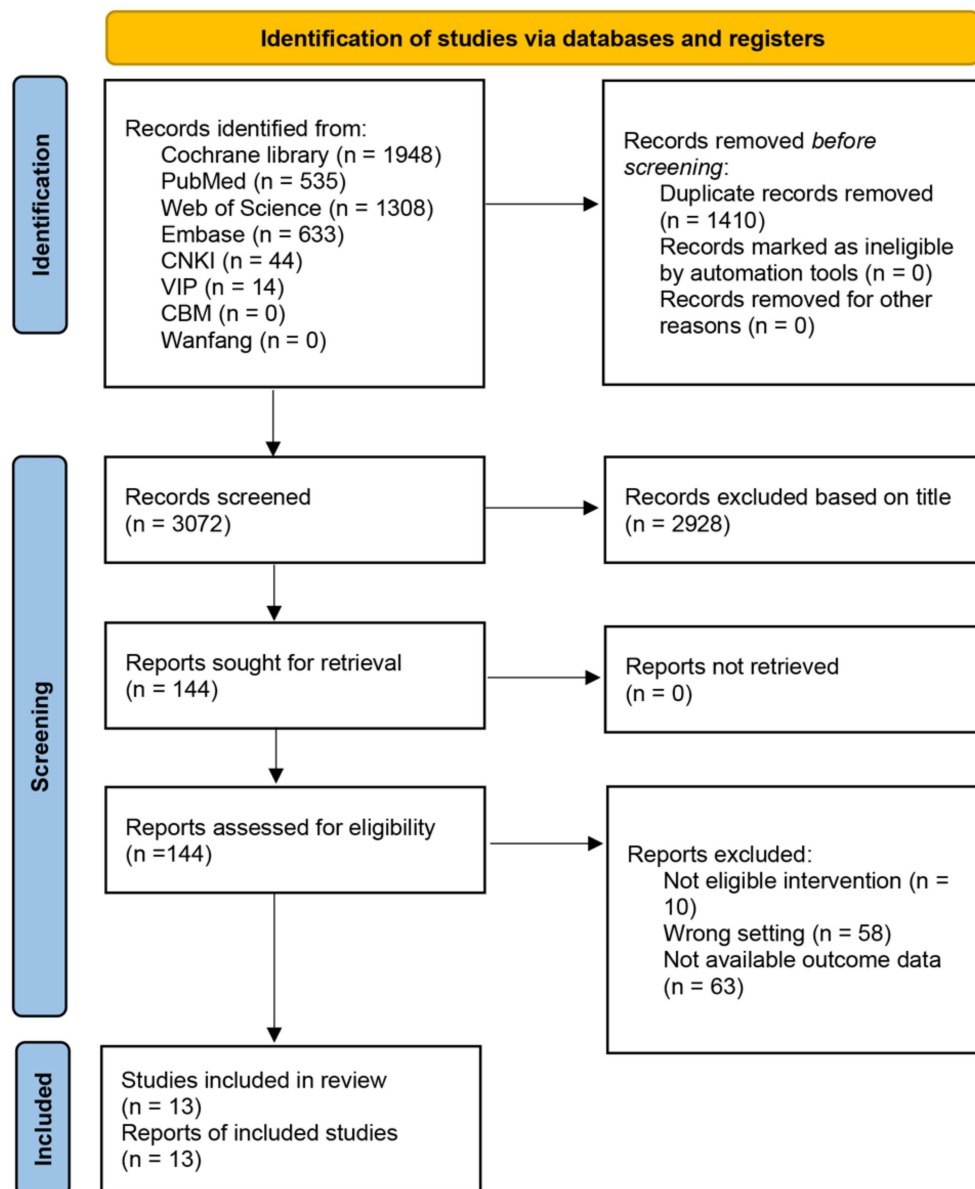 Identification of studies via databases and registers
Identification
Records identified from:
Cochrane library (n = 1948)
PubMed (n = 535)
Web of Science (n = 1308)
Embase (n = 633)
CNKI (n = 44)
VIP (n = 14)
CBM (n = 0)
Wanfang (n = 0)
Records removed before
screening:
Duplicate records removed
(n = 1410)
Records marked as ineligible
by automation tools (n = 0)
Records removed for other
reasons (n = 0)
Screening
Records screened
(n = 3072)
Records excluded based on title
(n = 2928)
Reports sought for retrieval
(n = 144)
Reports not retrieved
(n = 0)
Reports assessed for eligibility
(n =144)
Reports excluded:
Not eligible intervention (n =
10)
Wrong setting (n = 58)
Not available outcome data
(n = 63)
Included
Studies included in review
(n = 13)
Reports of included studies
(n = 13)